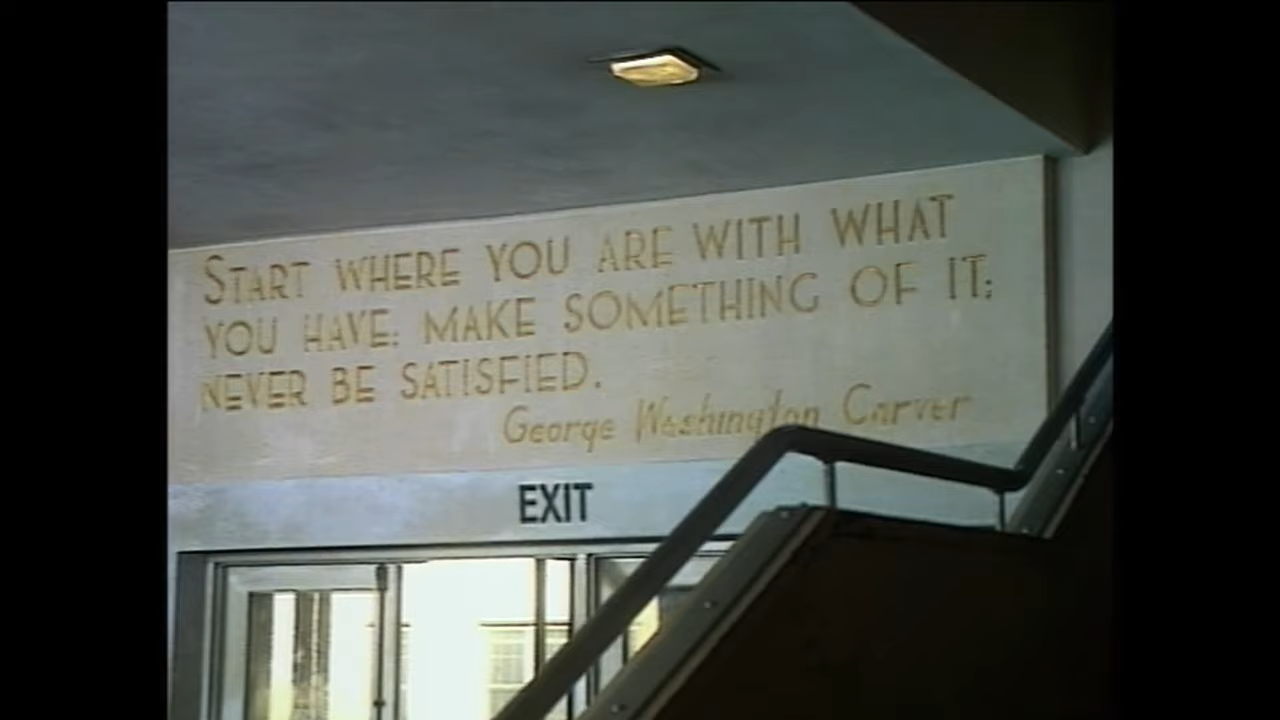 START WHERE YOU ARE WITH WHAT
YOU HAVE; MAKE SOMETHING OF IT;
NEVER BE SATISFIED.
George Washington Carver
EXIT